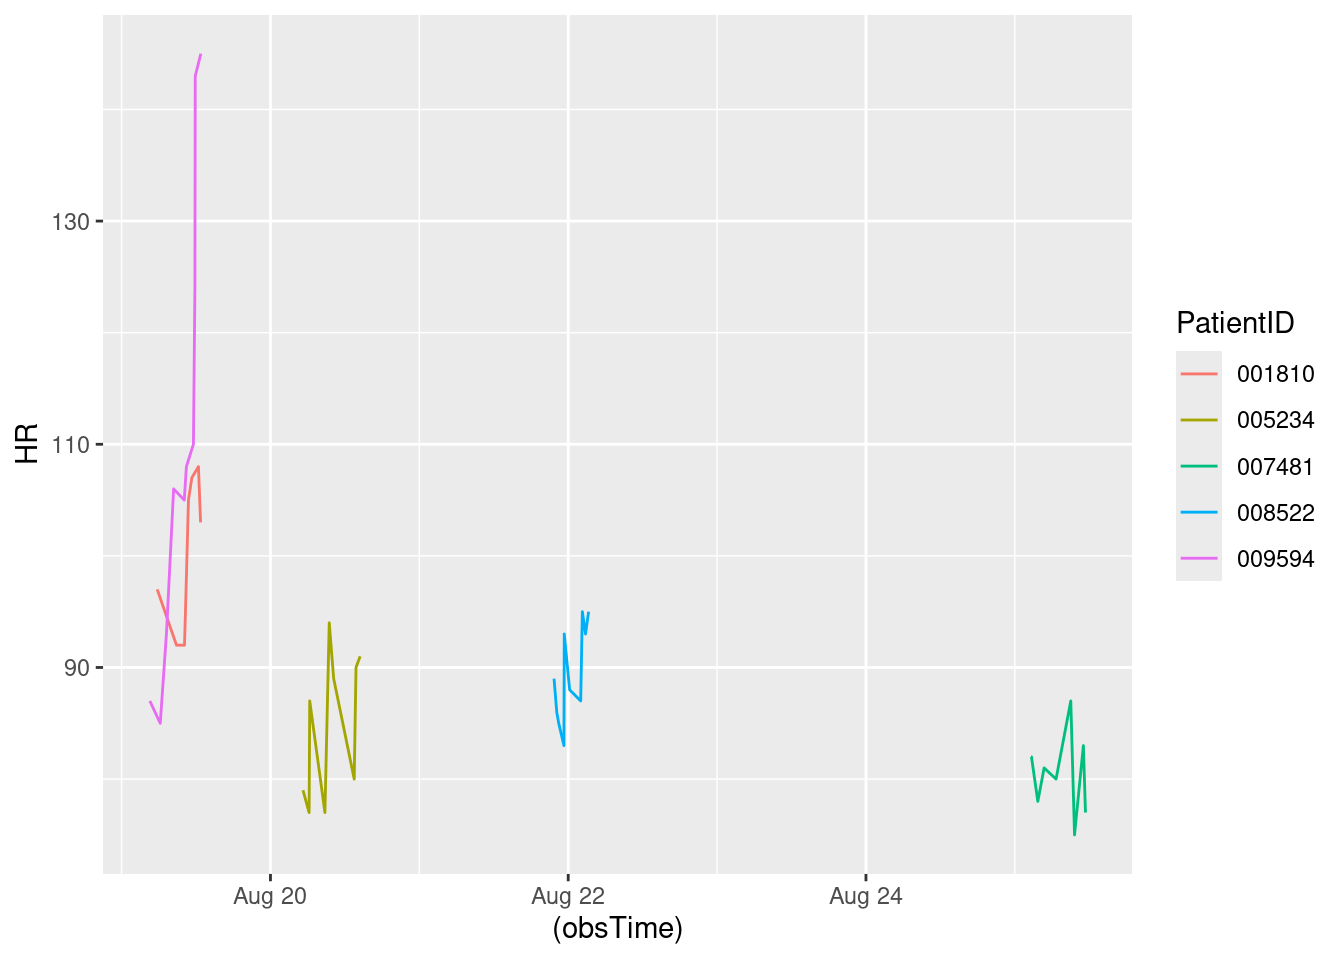 130
110
90
HR
Aug 20
Aug 22
Aug 24
(obsTime)
PatientID
001810
005234
007481
008522
009594